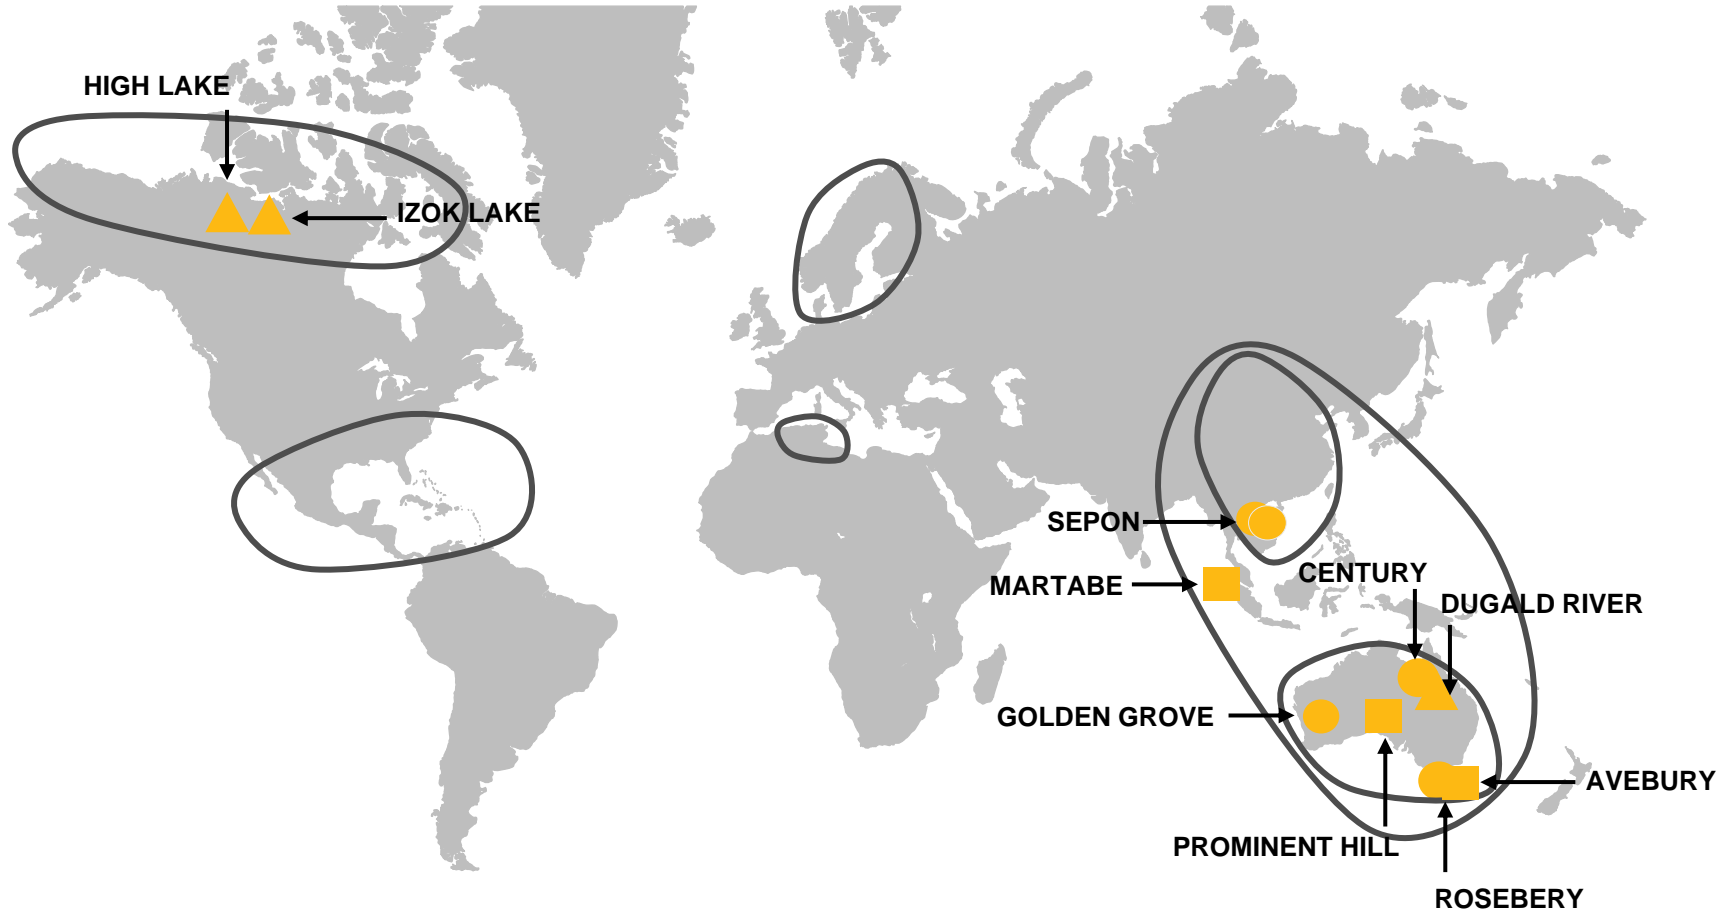 HIGH LAKE
IZOK LAKE
SEPON
CENTURY
MARTABE
DUGALD RIVER
GOLDEN GROVE
AVEBURY
PROMINENT HILL
ROSEBERY